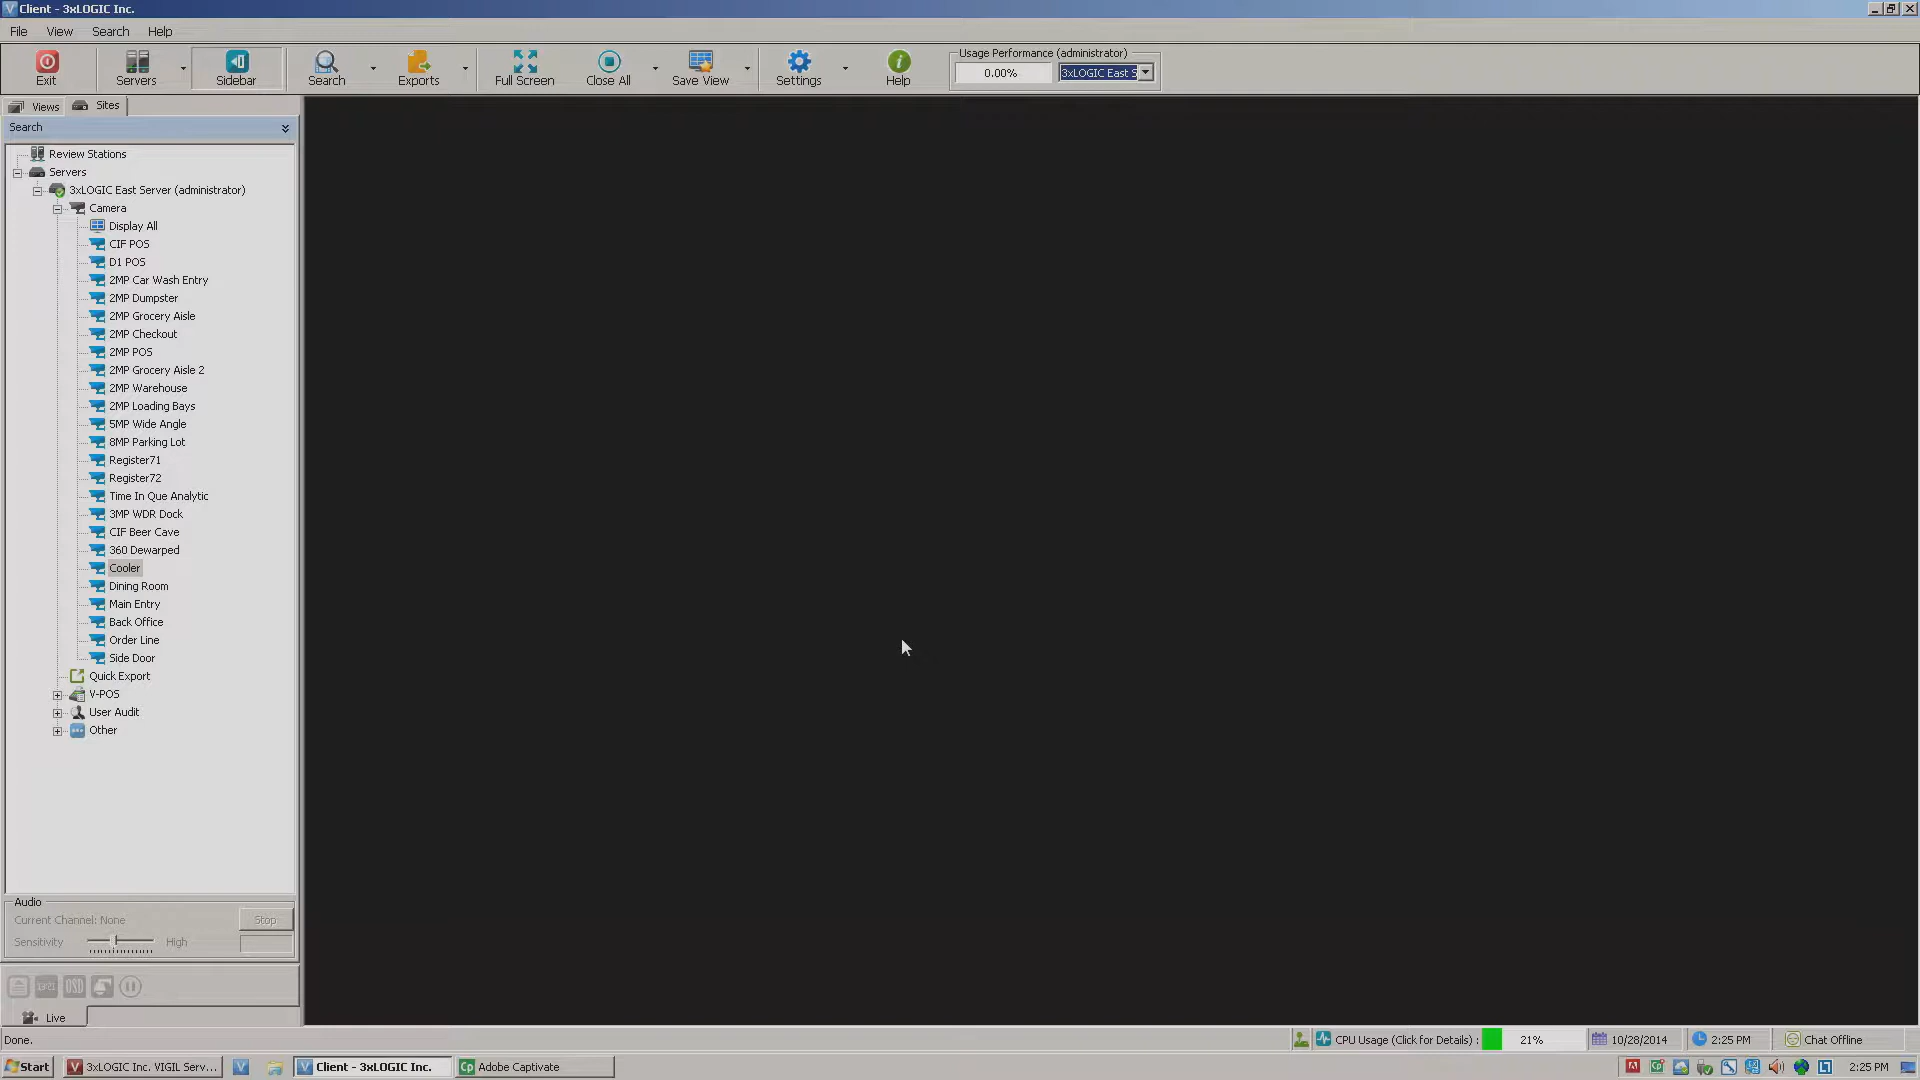 Client - 3xLOGIC Inc.
File View Search Help
Exit Servers Sidebar Search Exports Full Screen Close All Save View Settings Help
Usage Performance (administrator)
0.00% 3xLOGIC East S
Views Sites
Search
Review Stations
Servers
3xLOGIC East Server (administrator)
Camera
Display All
CIF POS
D1 POS
2MP Car Wash Entry
2MP Dumpster
2MP Grocery Aisle
2MP Checkout
2MP POS
2MP Grocery Aisle 2
2MP Warehouse
2MP Loading Bays
5MP Wide Angle
8MP Parking Lot
Register71
Register72
Time In Que Analytic
3MP WDR Dock
CIF Beer Cave
360 Dewarped
Cooler
Dining Room
Main Entry
Back Office
Order Line
Side Door
Quick Export
V-POS
User Audit
Other
Audio
Current Channel: None Stop
Sensitivity High
OSD
Live
Done. CPU Usage (Click for Details) : 21% 10/28/2014 2:25 PM Chat Offline
Start 3xLOGIC Inc. VIGIL Serv... Client - 3xLOGIC Inc. Adobe Captivate 2:25 PM